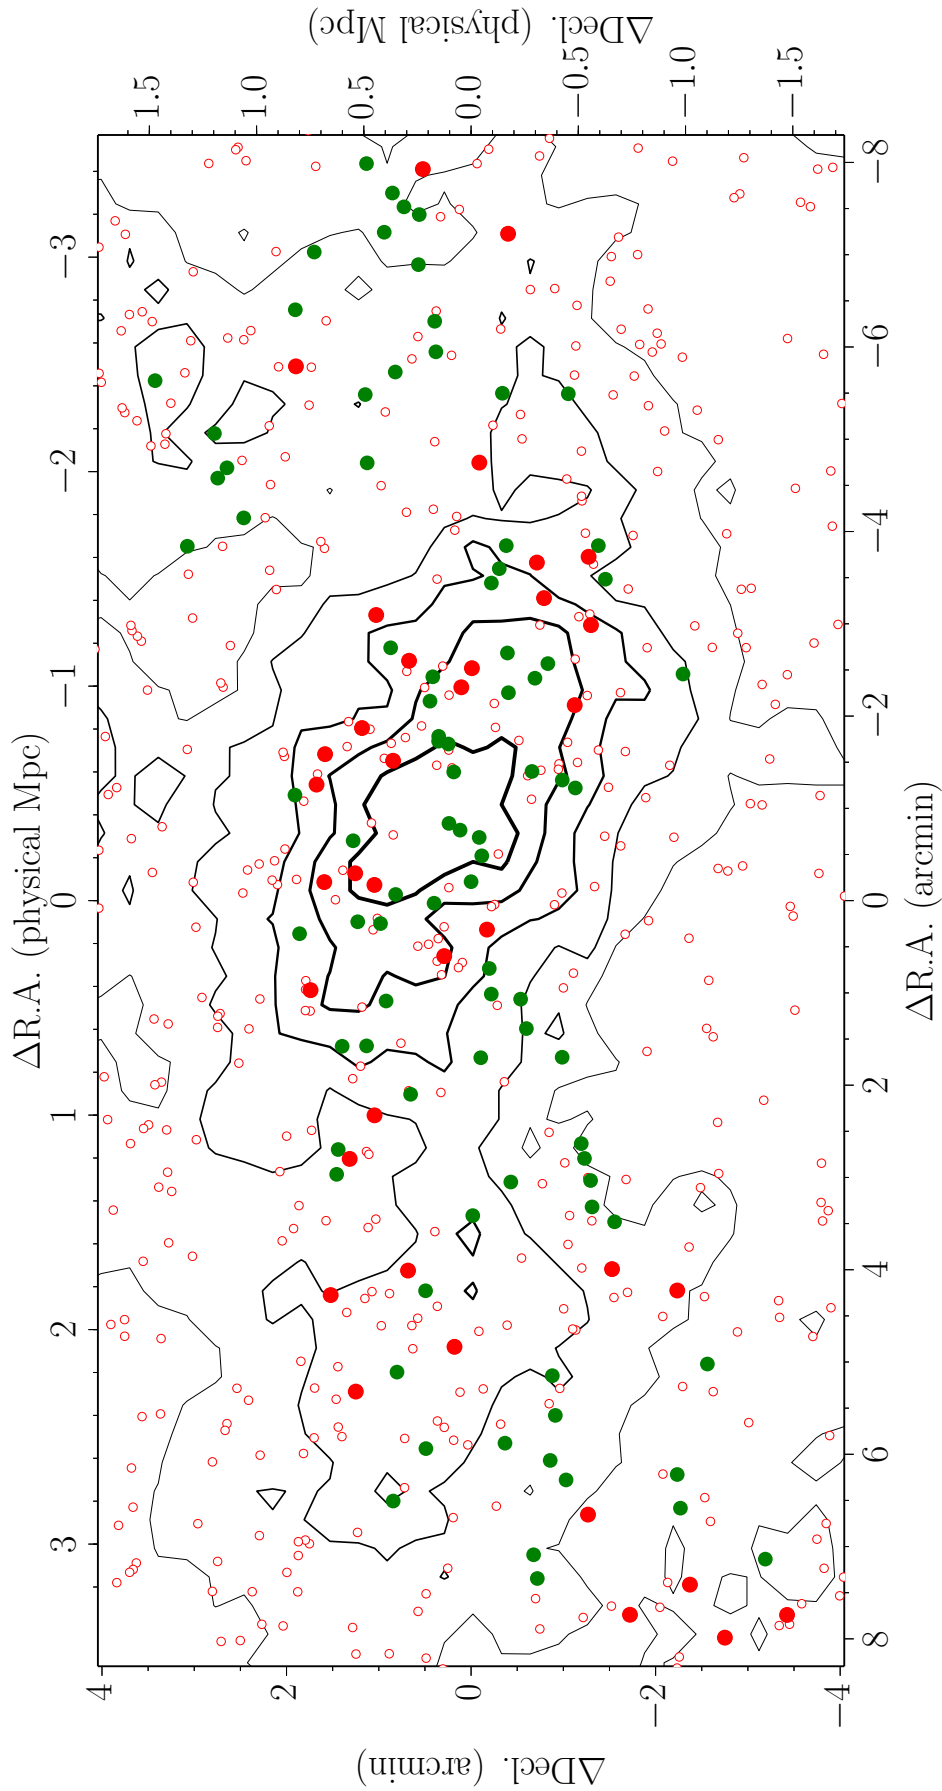 ΔR.A. (physical Mpc)
3 2 1 0 −1 −2 −3
ΔDecl. (arcmin)
4
2
0
−2
−4
1.5
1.0
0.5
0.0
−0.5
−1.0
−1.5
ΔDecl. (physical Mpc)
8 6 4 2 0 −2 −4 −6 −8
ΔR.A. (arcmin)